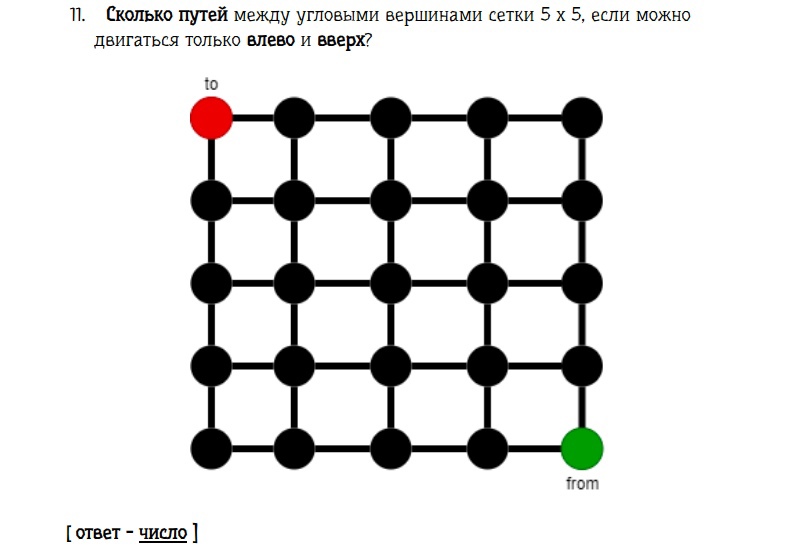 11. Сколько путей между угловыми вершинами сетки 5 x 5, если можно
двигаться только влево и вверх?
to
from
[ ответ - число ]